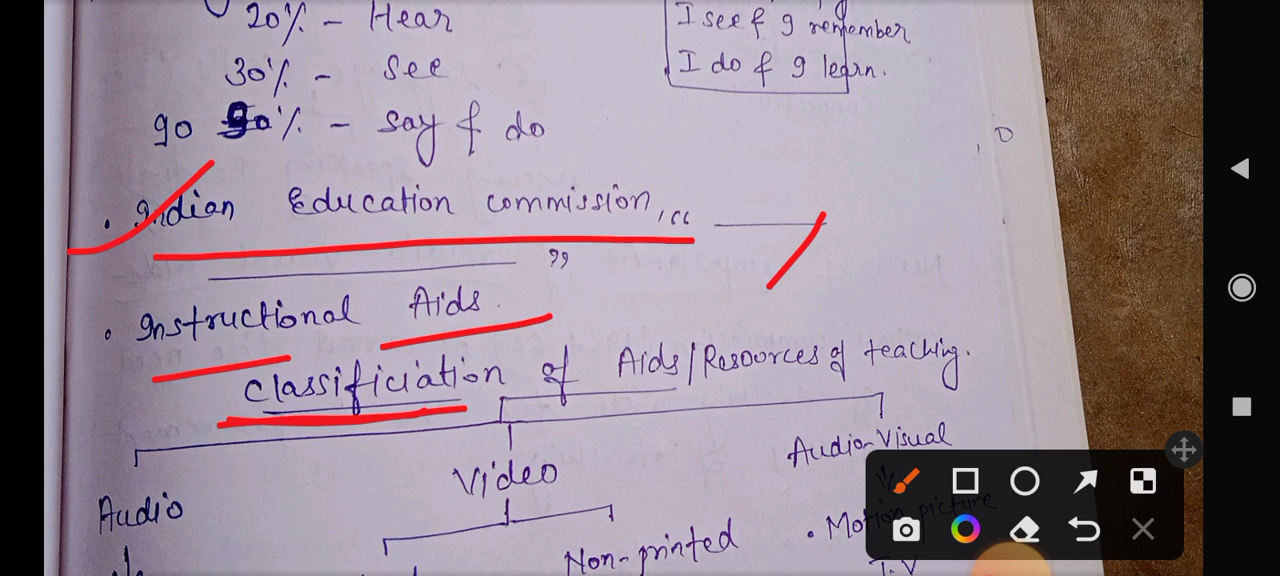 20% - Hear
I see & I remember
30% - See
I do & I learn.
90 90% - say & do
• Indian Education commission, "
"
• Instructional Aids.
Classificiation of Aids/Resources of teaching.
Audio
Video
Audio-Visual
Non-printed
• Motion picture
T.V